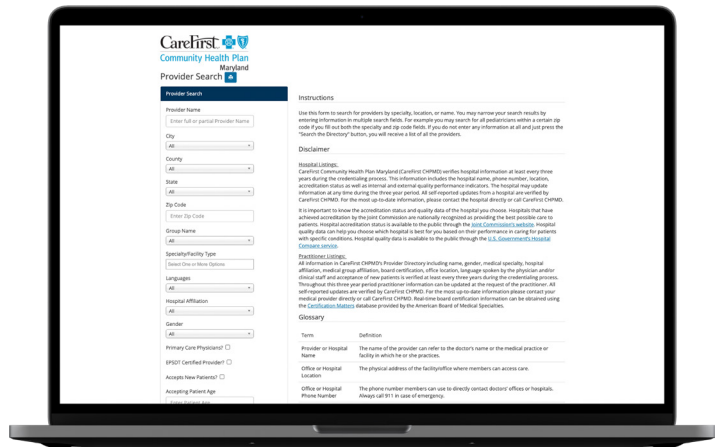 CareFirst
Community Health Plan
Maryland
Provider Search
Provider Search
Provider Name
Enter full or partial Provider Name
City
All
County
All
State
All
Zip Code
Enter Zip Code
Group Name
All
Specialty/Facility Type
Select One or More Options
Languages
All
Hospital Affiliation
All
Gender
All
Primary Care Physicians?
EPSDT Certified Provider?
Accepts New Patients?
Accepting Patient Age
Enter Patient Age
Instructions
Use this form to search for providers by specialty, location, or name. You may narrow your search results by
entering information in multiple search fields. For example you may search for all pediatricians within a certain zip
code if you fill out both the specialty and zip code fields. If you do not enter any information at all and just press the
"Search the Directory" button, you will receive a list of all the providers.
Disclaimer
Hospital Listings:
CareFirst Community Health Plan Maryland (CareFirst CHPMD) verifies hospital information at least every three
years during the credentialing process. This information includes the hospital name, phone number, location,
accreditation status as well as internal and external quality performance indicators. The hospital may update
information at any time during the three year period. All self-reported updates from a hospital are verified by
CareFirst CHPMD. For the most up-to-date information, please contact the hospital directly or call CareFirst CHPMD.
It is important to know the accreditation status and quality data of the hospital you choose. Hospitals that have
achieved accreditation by the Joint Commission are nationally recognized as providing the best possible care to
patients. Hospital accreditation status is available to the public through the Joint Commission's website. Hospital
quality data can help you choose which hospital is best for you based on their performance in caring for patients
with specific conditions. Hospital quality data is available to the public through the U.S. Government's Hospital
Compare service.
Practitioner Listings:
All information in CareFirst CHPMD's Provider Directory including name, gender, medical specialty, hospital
affiliation, medical group affiliation, board certification, office location, language spoken by the physician and/or
clinical staff and acceptance of new patients is verified at least every three years during the credentialing process.
Throughout this three year period practitioner information can be updated at the request of the practitioner. All
self-reported updates are verified by CareFirst CHPMD. For the most up-to-date information please contact your
medical provider directly or call CareFirst CHPMD. Real-time board certification information can be obtained using
the Certification Matters database provided by the American Board of Medical Specialties.
Glossary
Term Definition
Provider or Hospital Name The name of the provider can refer to the doctor's name or the medical practice or
facility in which he or she practices.
Office or Hospital Location The physical address of the facility/office where members can access care.
Office or Hospital Phone Number The phone number members can use to directly contact doctors' offices or hospitals.
Always call 911 in case of emergency.